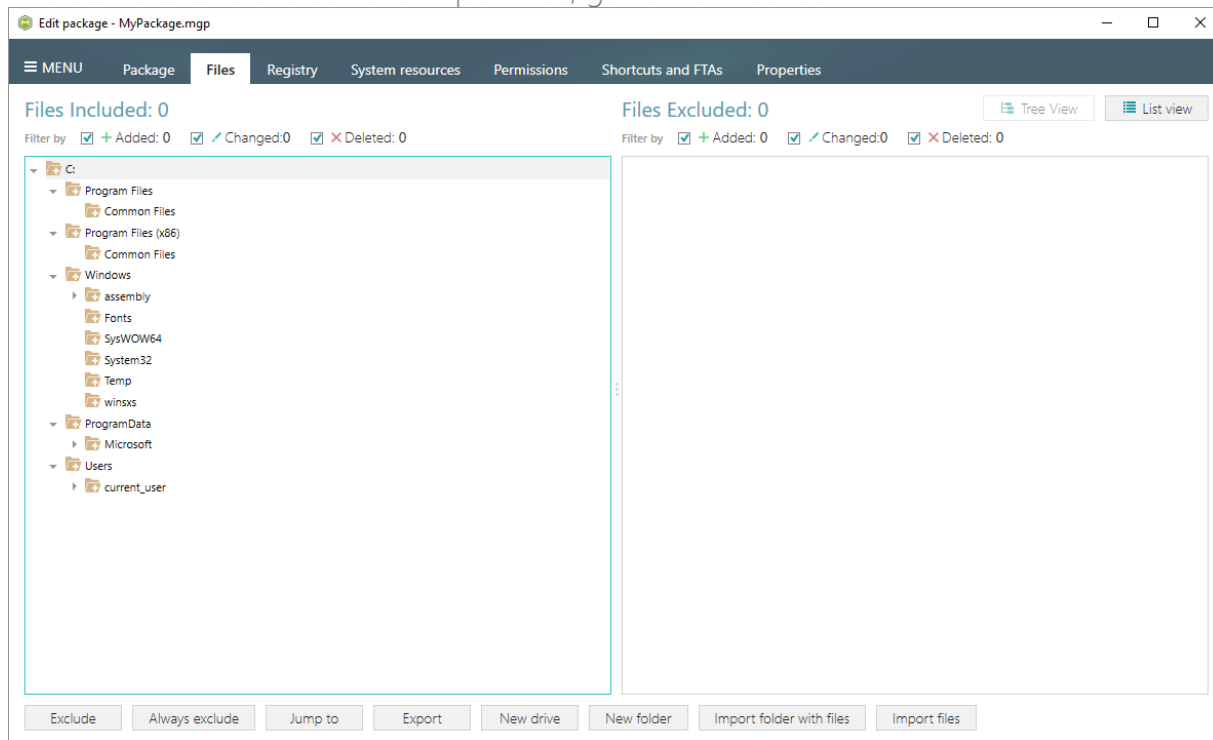 Edit package - MyPackage.mgp
MENU Package Files Registry System resources Permissions Shortcuts and FTAs Properties
Files Included: 0
Filter by Added: 0 Changed:0 Deleted: 0
Files Excluded: 0
Tree View List view
Filter by Added: 0 Changed:0 Deleted: 0
C:
Program Files
Common Files
Program Files (x86)
Common Files
Windows
assembly
Fonts
SysWOW64
System32
Temp
winsxs
ProgramData
Microsoft
Users
current_user
Exclude Always exclude Jump to Export New drive New folder Import folder with files Import files